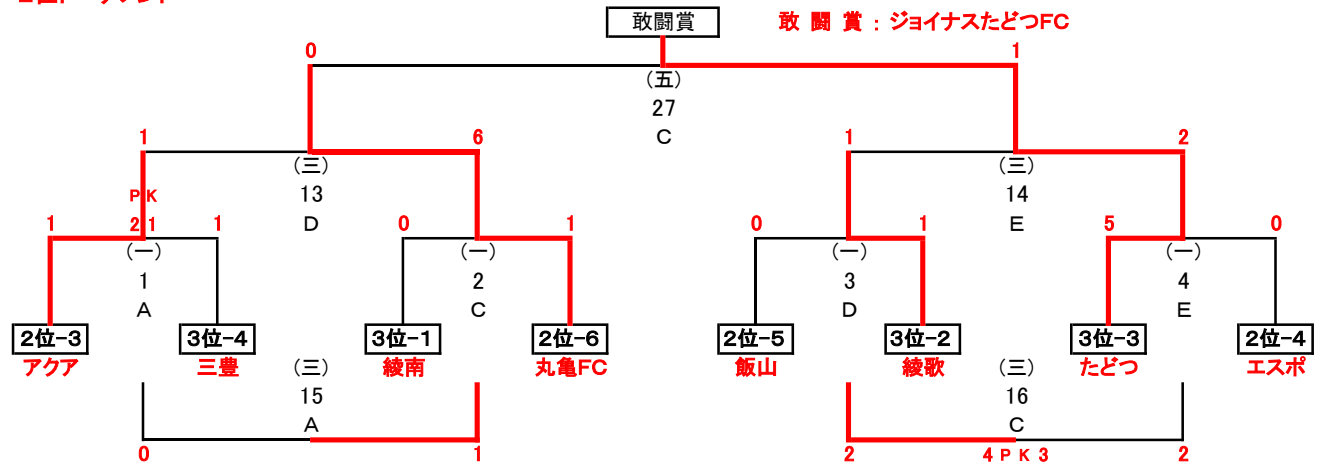 敢闘賞
敢 闘 賞 : ジョイナスたどつFC
0 1
(五)
27
C
1 6 1 2
(三) (三)
PK 13 14
1 2 1 1 0 1 D 0 1 5 0 E
(一) (一) (一) (一)
1 2 3 4
A C D E
2位-3 3位-4 3位-1 2位-6 2位-5 3位-2 3位-3 2位-4
アクア 三豊 綾南 丸亀FC 飯山 綾歌 たどつ エスポ
(三) (三)
15 16
A C
0 1 2 4 PK 3 2